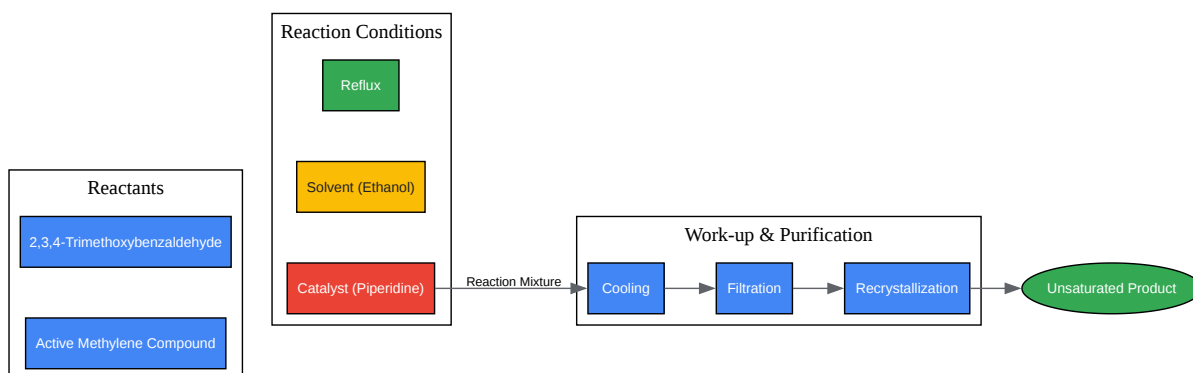 Reactants
2,3,4-Trimethoxybenzaldehyde
Active Methylene Compound
Reaction Conditions
Reflux
Solvent (Ethanol)
Catalyst (Piperidine)
Reaction Mixture
Work-up & Purification
Cooling
Filtration
Recrystallization
Unsaturated Product